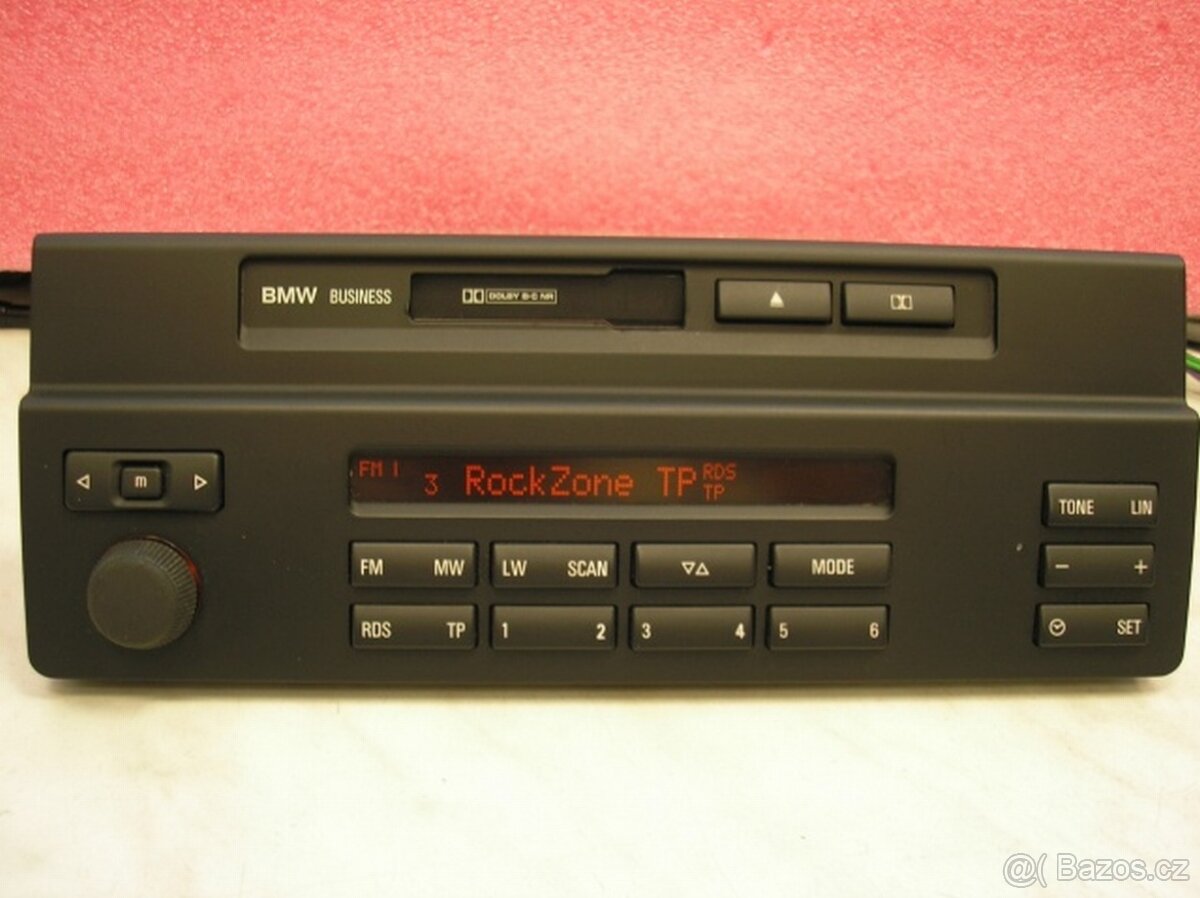 BMW BUSINESS DOLBY B-C NR
FM I 3 RockZone TP RDS TP
m
TONE LIN
FM MW LW SCAN MODE
− +
RDS TP 1 2 3 4 5 6
SET
@( Bazos.cz